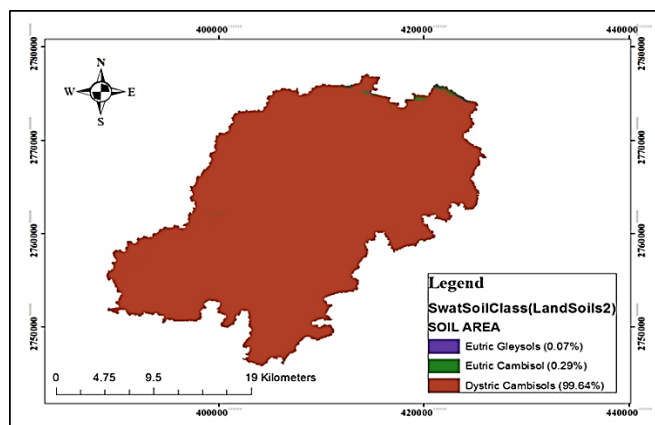 400000 420000 440000
2780000 2780000
N
W E
S
2770000 2770000
2760000 2760000
2750000 2750000
Legend
SwatSoilClass(LandSoils2)
SOIL AREA
Eutric Gleysols (0.07%)
Eutric Cambisol (0.29%)
Dystric Cambisols (99.64%)
0 4.75 9.5 19 Kilometers
400000 420000 440000